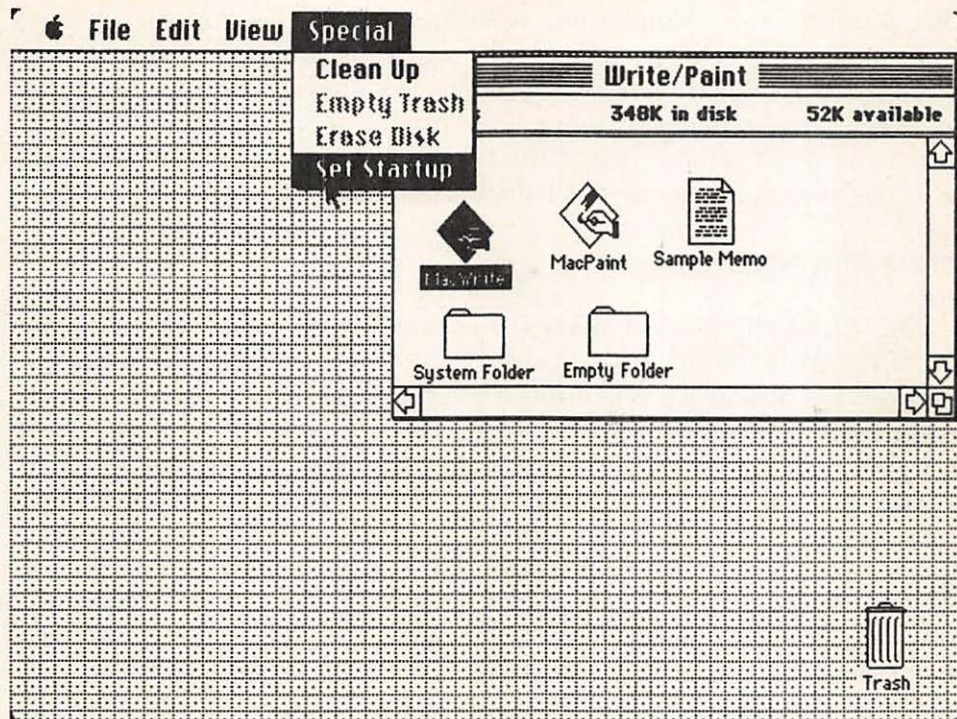 File Edit View Special
Clean Up
Empty Trash
Erase Disk
Set Startup
Write/Paint
348K in disk 52K available
MacWrite MacPaint Sample Memo
System Folder Empty Folder
Trash